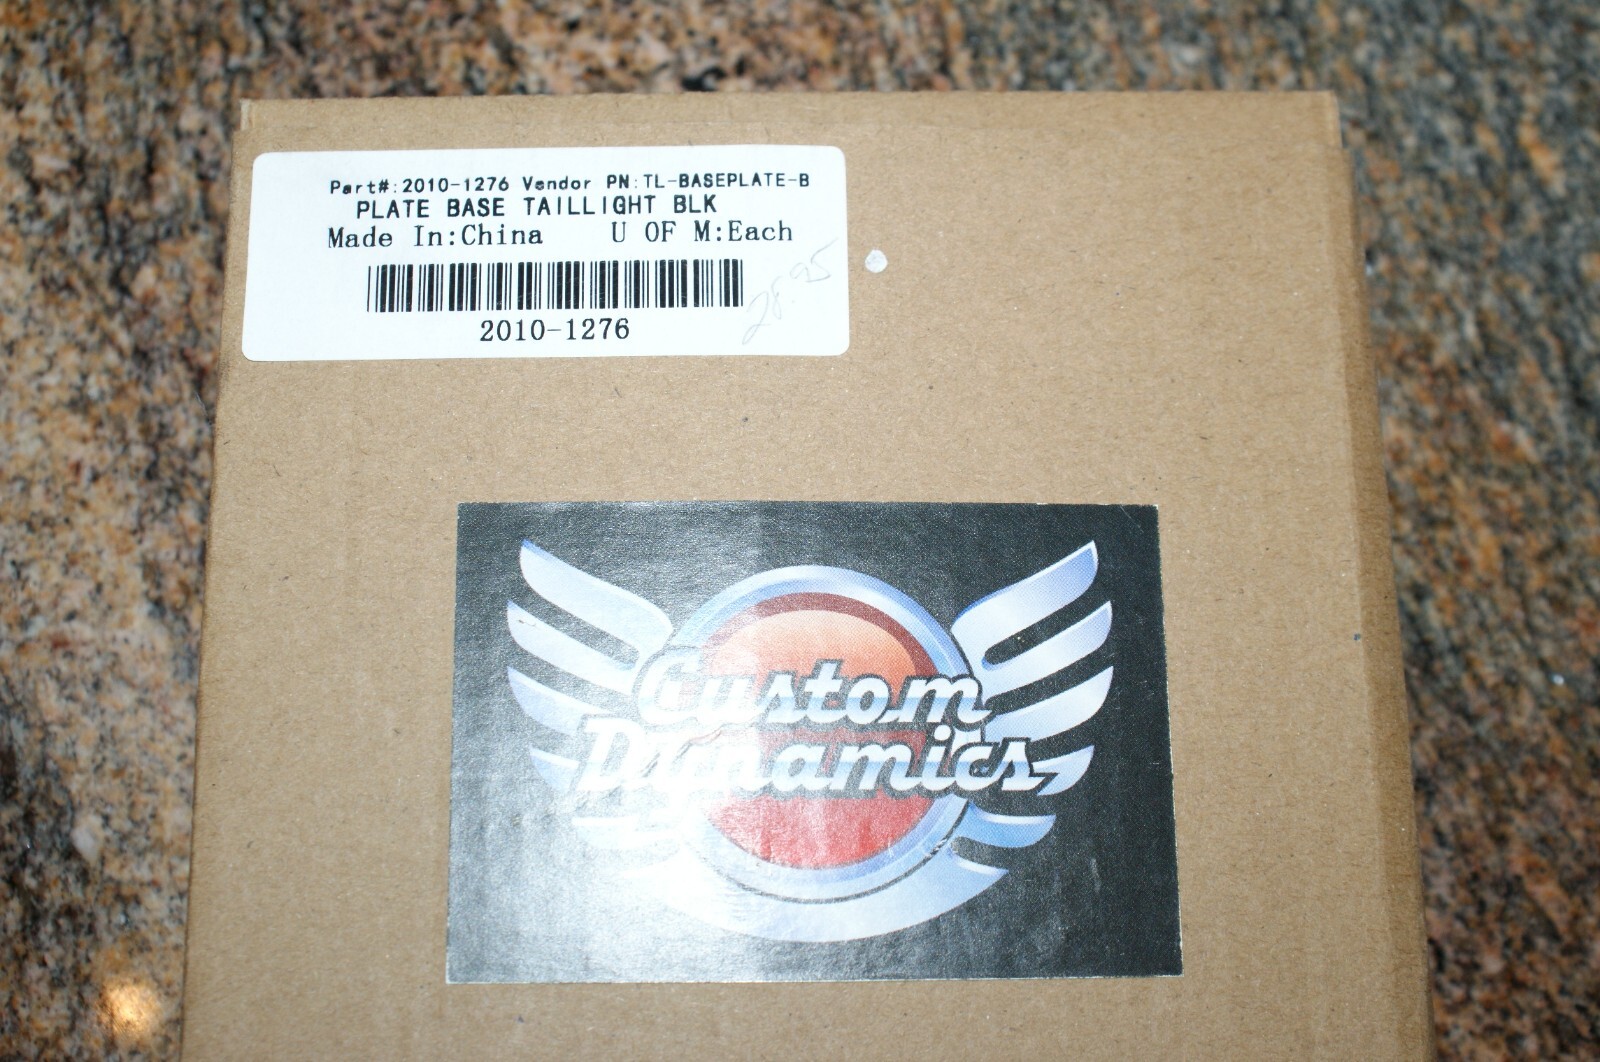 Part#:2010-1276 Vendor PN:TL-BASEPLATE-B
PLATE BASE TAILLIGHT BLK
Made In:China U OF M:Each
28.95
2010-1276
Custom
Dynamics